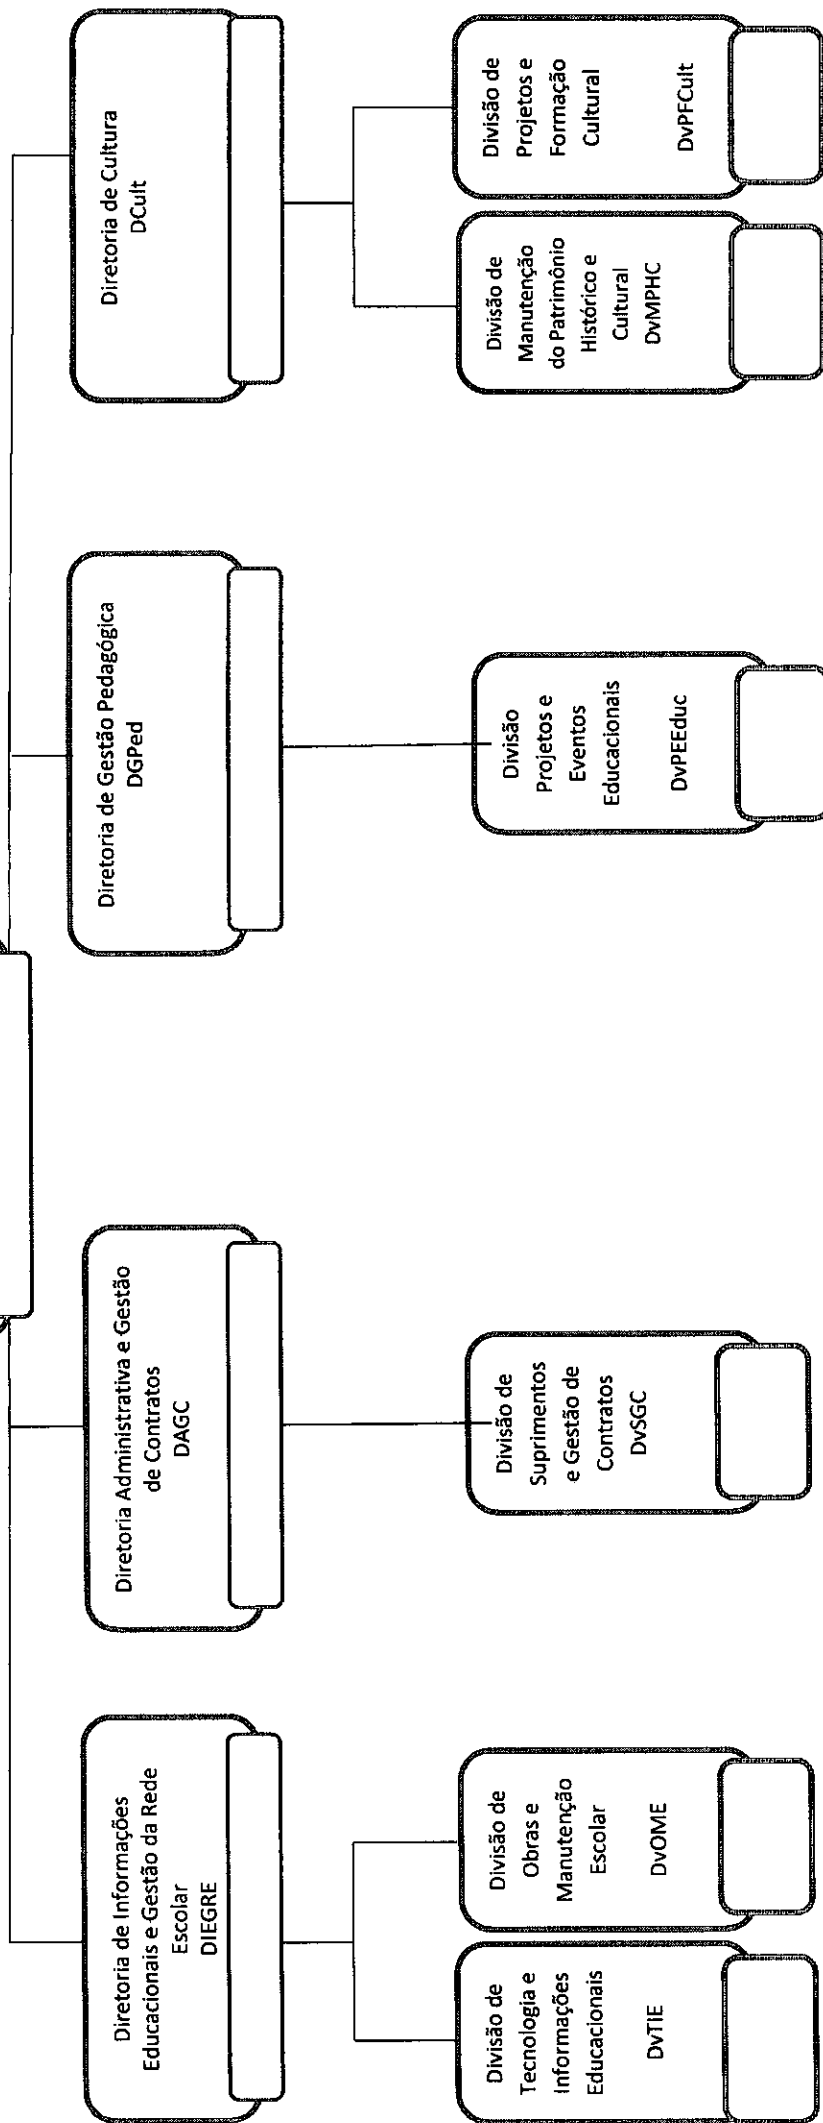 Diretoria de Informações
Educacionais e Gestão da Rede
Escolar
DIEGRE
Diretoria Administrativa e Gestão
de Contratos
DAGC
Diretoria de Gestão Pedagógica
DGPed
Diretoria de Cultura
DCult
Divisão de
Tecnologia e
Informações
Educacionais
DvTIE
Divisão de
Obras e
Manutenção
Escolar
DvOME
Divisão de
Suprimentos
e Gestão de
Contratos
DvSGC
Divisão
Projetos e
Eventos
Educacionais
DvPEEduc
Divisão de
Manutenção
do Patrimônio
Histórico e
Cultural
DvMPHC
Divisão de
Projetos e
Formação
Cultural
DvPFCult